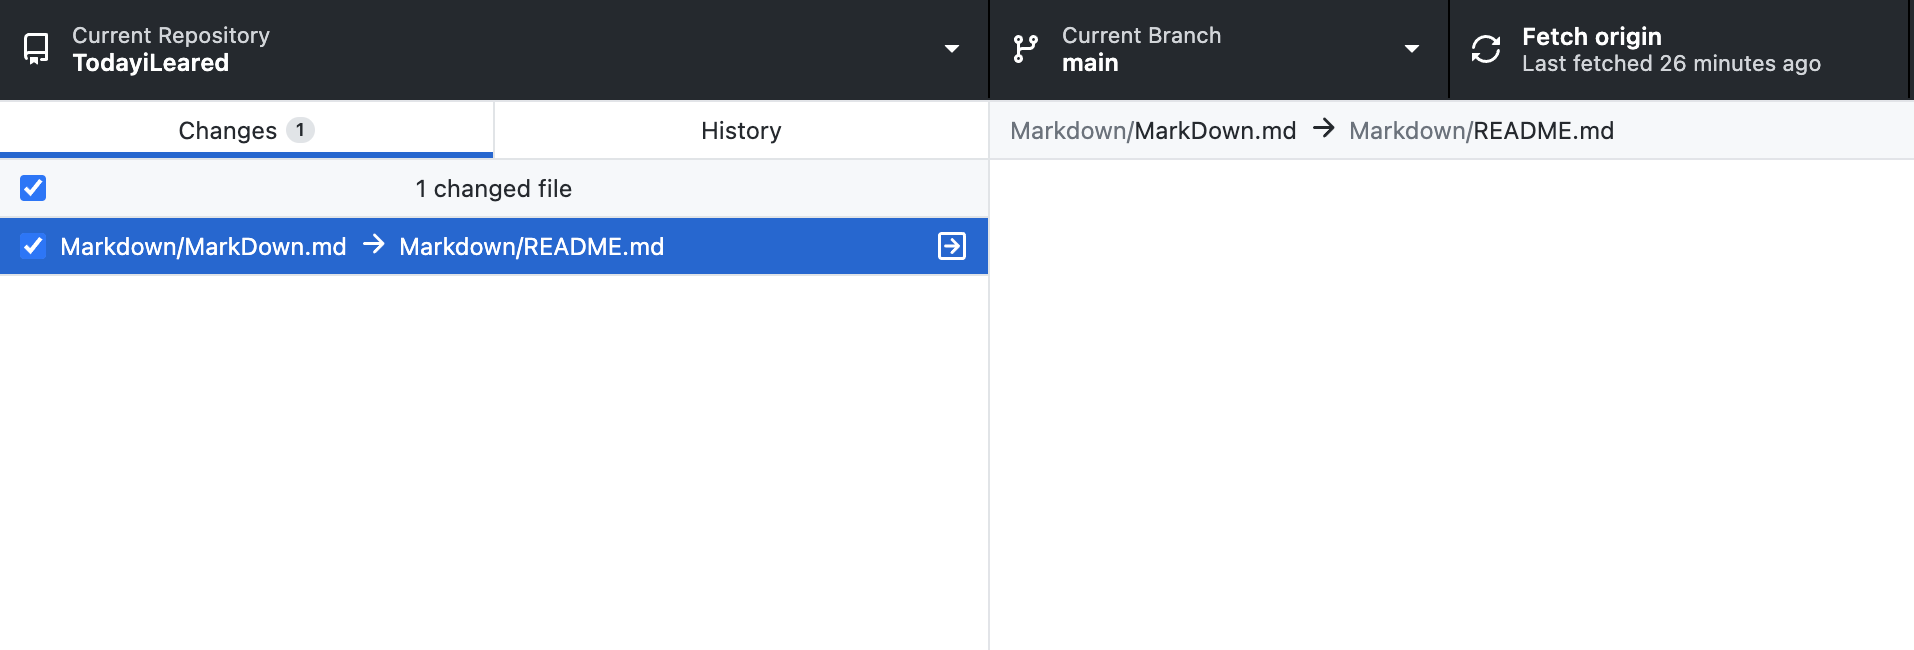 Current Repository
TodayiLeared
Current Branch
main
Fetch origin
Last fetched 26 minutes ago
Changes 1
History
Markdown/MarkDown.md → Markdown/README.md
1 changed file
Markdown/MarkDown.md → Markdown/README.md